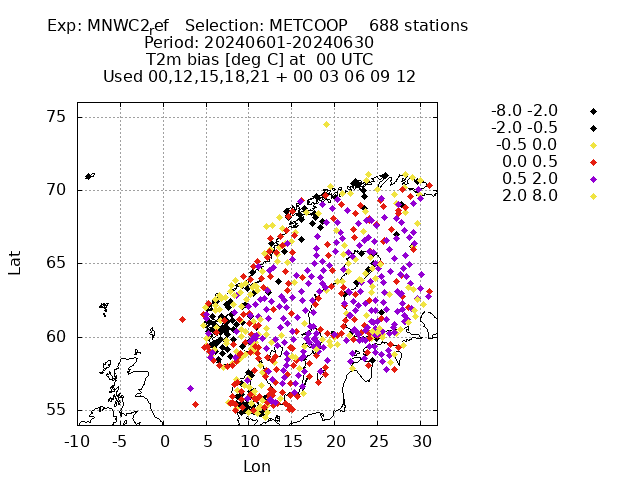 Exp: MNWC2ref Selection: METCOOP 688 stations
Period: 20240601-20240630
T2m bias [deg C] at 00 UTC
Used 00,12,15,18,21 + 00 03 06 09 12
75
70
65
60
55
-10 -5 0 5 10 15 20 25 30
Lat
Lon
-8.0 -2.0
-2.0 -0.5
-0.5 0.0
0.0 0.5
0.5 2.0
2.0 8.0